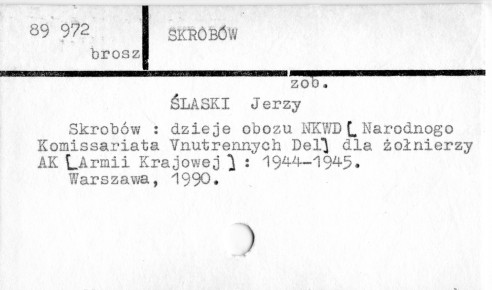 89 972 SKROBÓW
brosz
zob.
ŚLASKI Jerzy
Skrobów : dzieje obozu NKWD [ Narodnogo
Komissariata Vnutrennych Del] dla żołnierzy
AK [Armii Krajowej ] : 1944-1945.
Warszawa, 1990.